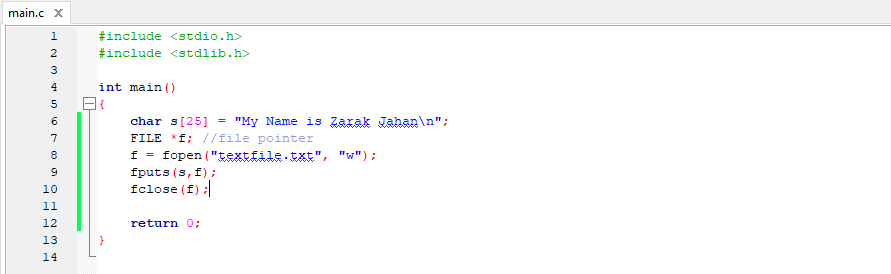 main.c X
1 #include <stdio.h>
2 #include <stdlib.h>
3
4 int main()
5 {
6 char s[25] = "My Name is Zarak Jahan\n";
7 FILE *f; //file pointer
8 f = fopen("textfile.txt", "w");
9 fputs(s,f);
10 fclose(f);
11
12 return 0;
13 }
14